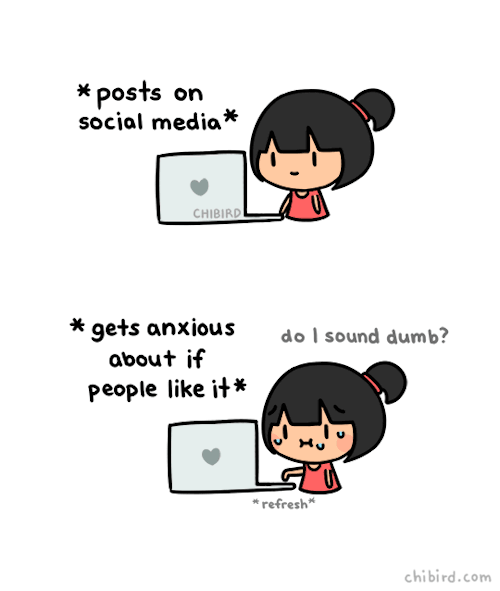 *posts on
social media*
CHIBIRD
*gets anxious
about if
people like it*
do I sound dumb?
*refresh*
chibird.com